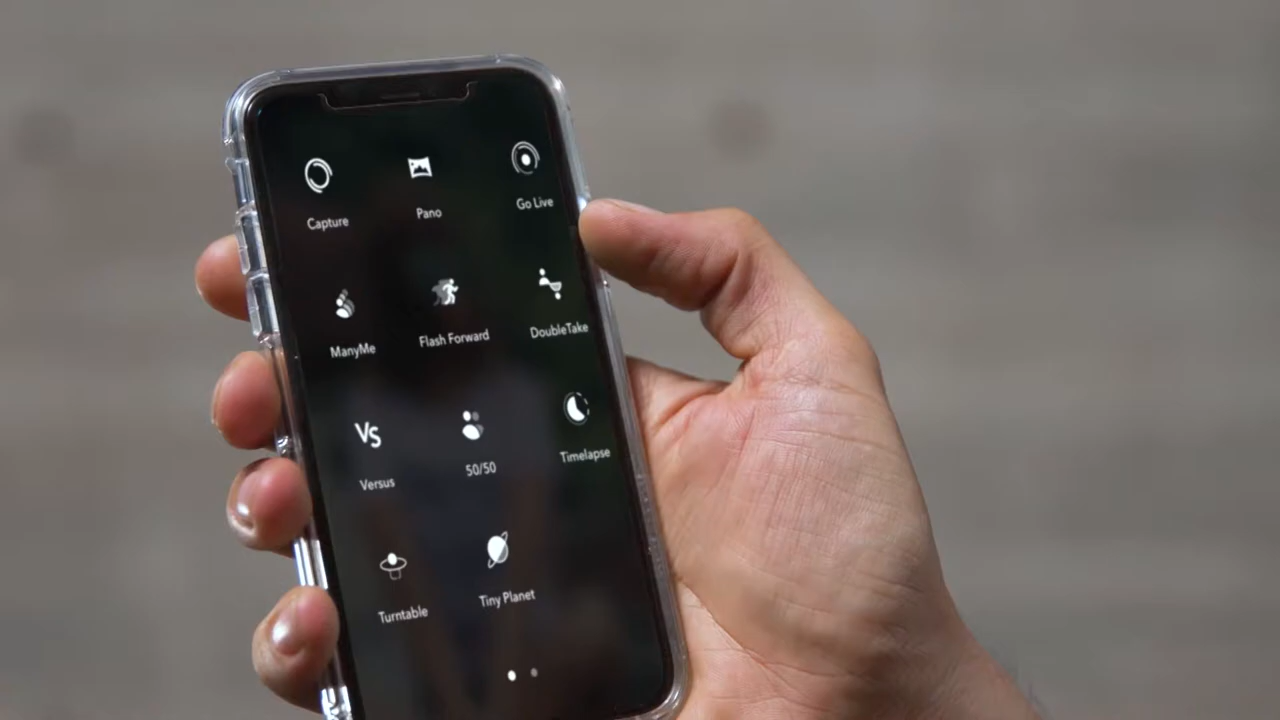 Capture
Pano
Go Live
ManyMe
Flash Forward
DoubleTake
Vs
Versus
50/50
Timelapse
Turntable
Tiny Planet